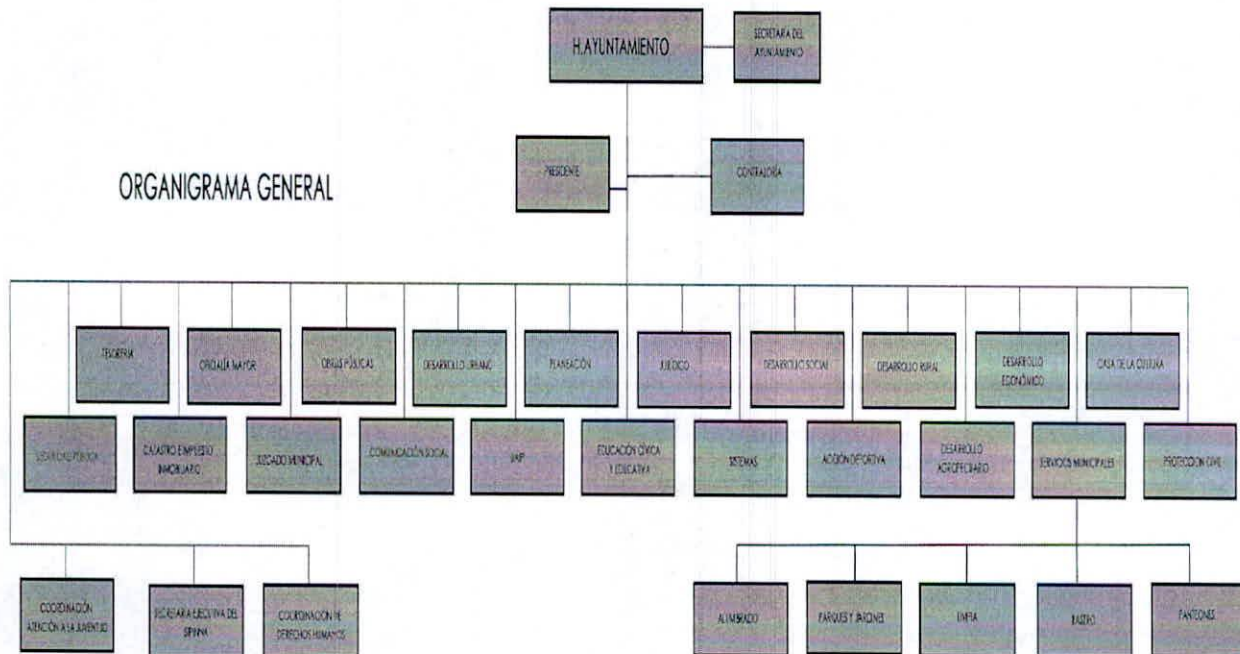 H.AYUNTAMIENTO
SECRETARIA DEL
AYUNTAMIENTO
PRESIDENTE
CONTRALORÍA
ORGANIGRAMA GENERAL
TESORERÍA
OFICIALÍA MAYOR
OBRAS PÚBLICAS
DESARROLLO URBANO
PLANEACIÓN
JURÍDICO
DESARROLLO SOCIAL
DESARROLLO RURAL
DESARROLLO
ECONÓMICO
CASA DE LA CULTURA
SEGURIDAD PÚBLICA
CATASTRO E IMPUESTO
INMOBILIARIO
JUZGADO MUNICIPAL
COMUNICACIÓN SOCIAL
UAIP
EDUCACIÓN CÍVICA
Y EDUCATIVA
SISTEMAS
ACCIÓN DEPORTIVA
DESARROLLO
AGROPECUARIO
SERVICIOS MUNICIPALES
PROTECCION CIVIL
COORDINACIÓN
ATENCIÓN A LA JUVENTUD
SECRETARIA EJECUTIVA DEL
SIPINNA
COORDINACION DE
DERECHOS HUMANOS
ALUMBRADO
PARQUES Y JARDINES
LIMPIA
RASTRO
PANTEONES